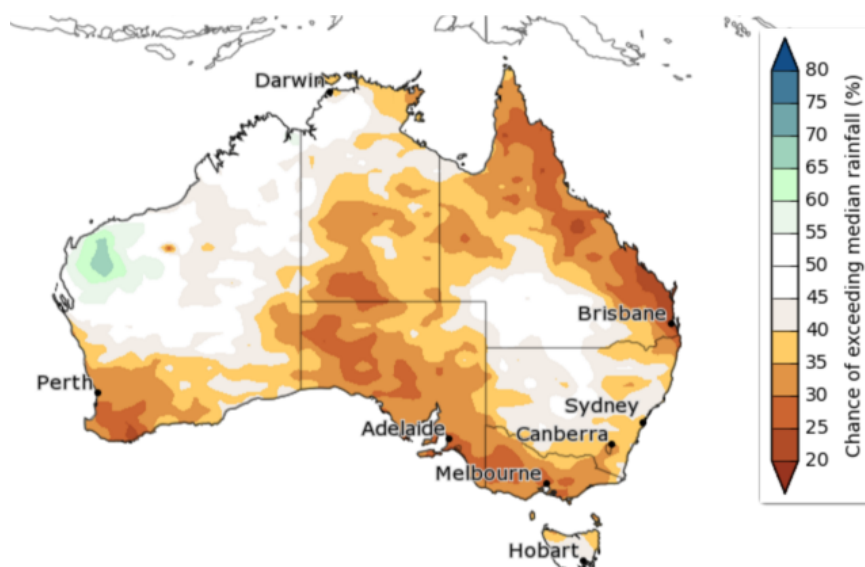 Darwin
Brisbane
Perth
Sydney
Adelaide
Canberra
Melbourne
Hobart
80
75
70
65
60
55
50
45
40
35
30
25
20
Chance of exceeding median rainfall (%)